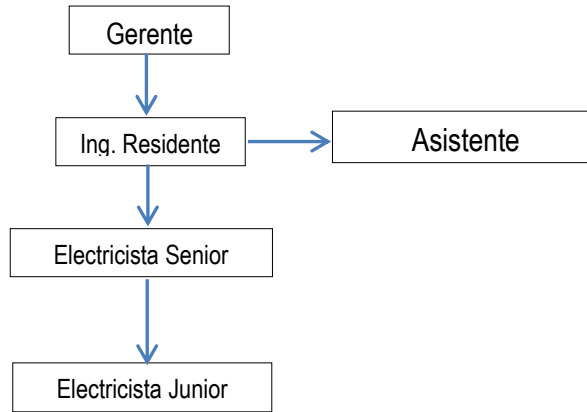 Gerente
Ing. Residente
Asistente
Electricista Senior
Electricista Junior